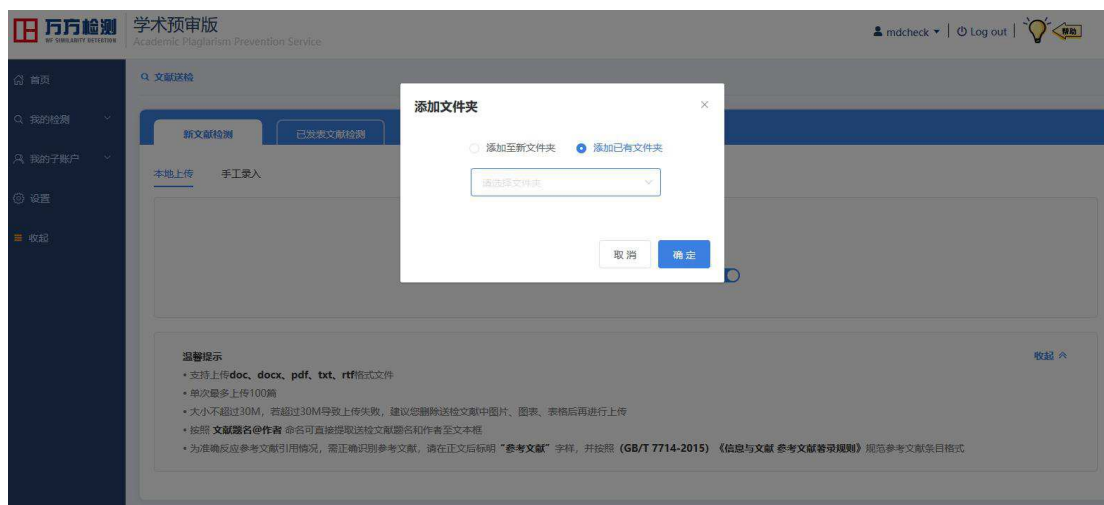 万方检测
WF SIMILARITY DETECTION
学术预审版
Academic Plagiarism Prevention Service
mdcheck
Log out
帮助
首页
我的检测
我的子账户
设置
收起
文献送检
新文献检测
已发表文献检测
本地上传
手工录入
添加文件夹
添加至新文件夹
添加已有文件夹
请选择文件夹
取消
确定
温馨提示
收起
• 支持上传doc、docx、pdf、txt、rtf格式文件
• 单次最多上传100篇
• 大小不超过30M，若超过30M导致上传失败，建议您删除送检文献中图片、图表、表格后再进行上传
• 按照 文献题名@作者 命名可直接提取送检文献题名和作者至文本框
• 为准确反应参考文献引用情况，需正确识别参考文献，请在正文后标明“参考文献”字样，并按照（GB/T 7714-2015）《信息与文献 参考文献著录规则》规范参考文献条目格式